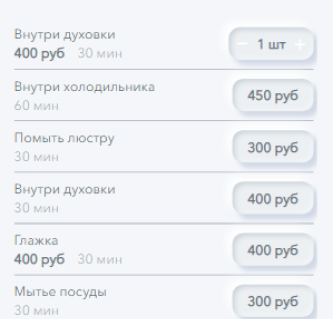 Внутри духовки
400 руб 30 мин
− 1 шт +
Внутри холодильника
60 мин
450 руб
Помыть люстру
30 мин
300 руб
Внутри духовки
30 мин
400 руб
Глажка
400 руб 30 мин
400 руб
Мытье посуды
30 мин
300 руб